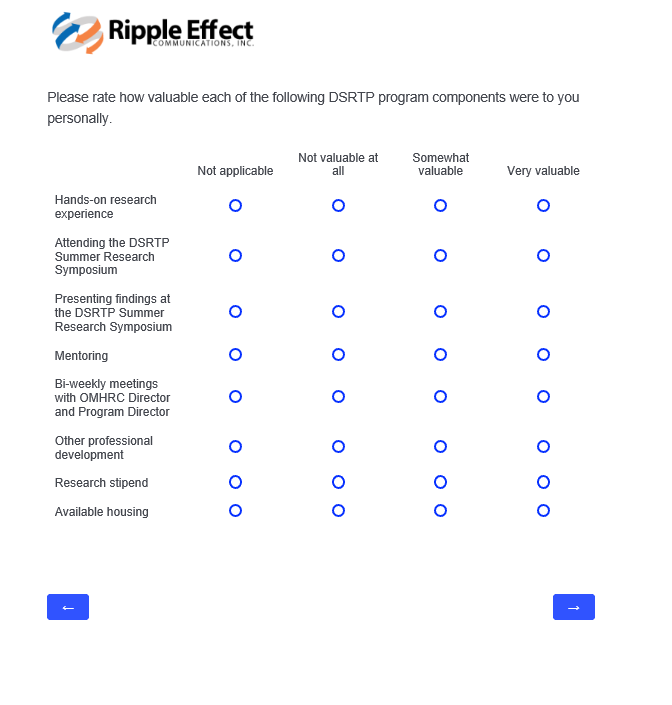 Ripple Effect
COMMUNICATIONS, INC.
Please rate how valuable each of the following DSRTP program components were to you
personally.
Not applicable
Not valuable at
all
Somewhat
valuable
Very valuable
Hands-on research
experience
Attending the DSRTP
Summer Research
Symposium
Presenting findings at
the DSRTP Summer
Research Symposium
Mentoring
Bi-weekly meetings
with OMHRC Director
and Program Director
Other professional
development
Research stipend
Available housing
←
→